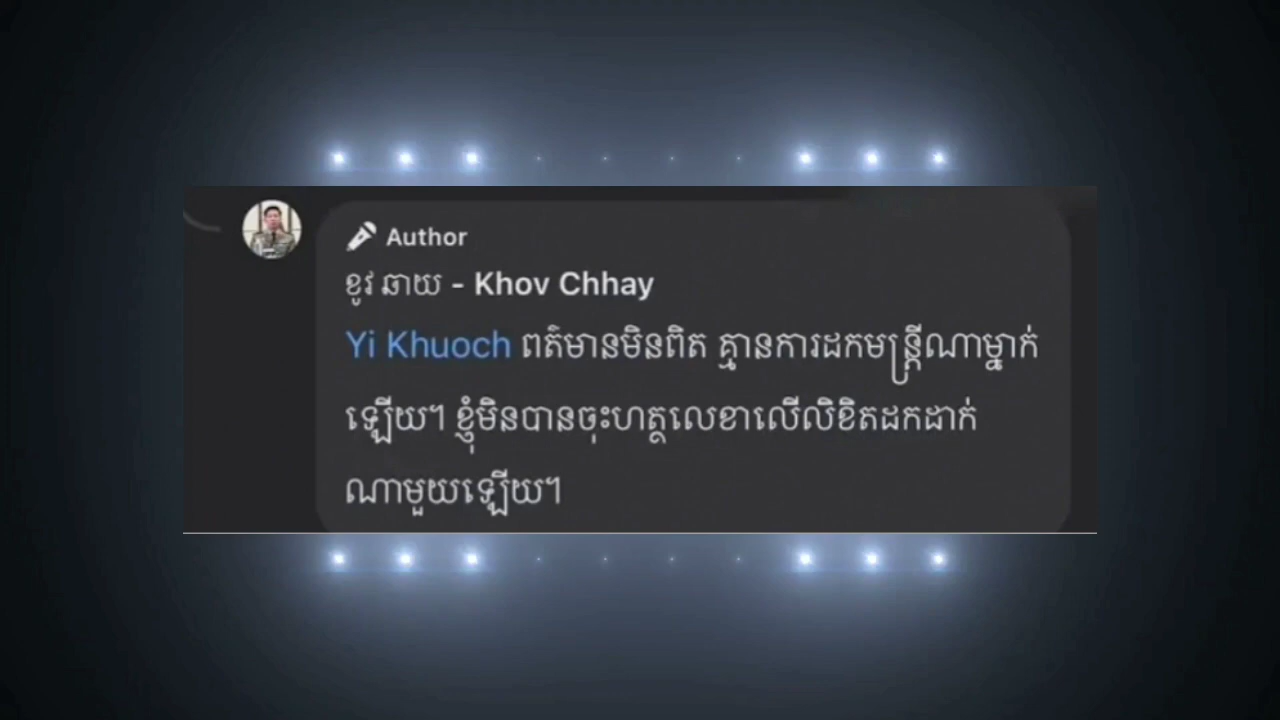 Author
ខូវ ឆាយ - Khov Chhay
Yi Khuoch ពត៌មានមិនពិត គ្មានការដកមន្ត្រីណាម្នាក់
ឡើយ។ ខ្ញុំមិនបានចុះហត្ថលេខាលើលិខិតដកដាក់
ណាមួយឡើយ។